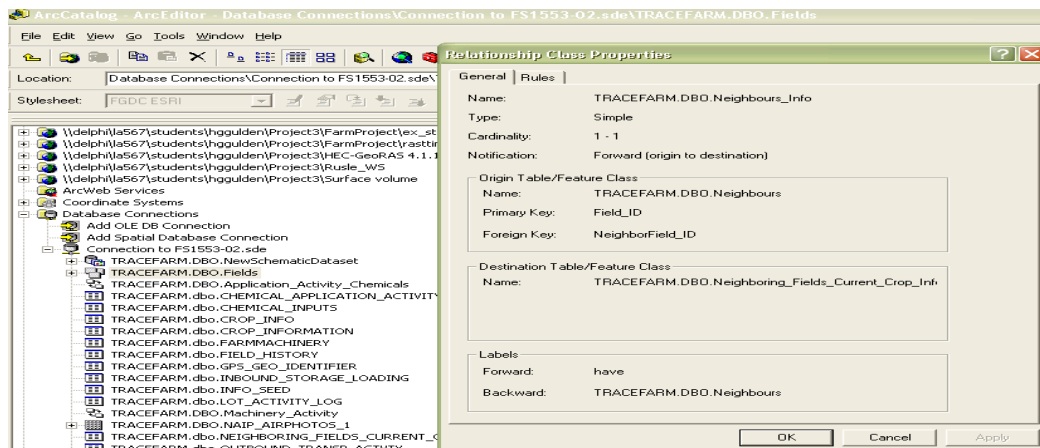 ArcCatalog - ArcEditor - Database Connections\Connection to FS1553-02.sde\TRACEFARM.DBO.Fields
File Edit View Go Tools Window Help
Location: Database Connections\Connection to FS1553-02.sde\
Stylesheet: FGDC ESRI
\\delphi\la567\students\hggulden\Project3\FarmProject\ex_st
\\delphi\la567\students\hggulden\Project3\FarmProject\rasttir
\\delphi\la567\students\hggulden\Project3\HEC-GeoRAS 4.1.1
\\delphi\la567\students\hggulden\Project3\Rusle_WS
\\delphi\la567\students\hggulden\Project3\Surface volume
ArcWeb Services
Coordinate Systems
Database Connections
Add OLE DB Connection
Add Spatial Database Connection
Connection to FS1553-02.sde
TRACEFARM.DBO.NewSchematicDataset
TRACEFARM.DBO.Fields
TRACEFARM.DBO.Application_Activity_Chemicals
TRACEFARM.dbo.CHEMICAL_APPLICATION_ACTIVITY
TRACEFARM.dbo.CHEMICAL_INPUTS
TRACEFARM.dbo.CROP_INFO
TRACEFARM.dbo.CROP_INFORMATION
TRACEFARM.dbo.FARMMACHINERY
TRACEFARM.dbo.FIELD_HISTORY
TRACEFARM.dbo.GPS_GEO_IDENTIFIER
TRACEFARM.dbo.INBOUND_STORAGE_LOADING
TRACEFARM.dbo.INFO_SEED
TRACEFARM.dbo.LOT_ACTIVITY_LOG
TRACEFARM.DBO.Machinery_Activity
TRACEFARM.DBO.NAIP_AIRPHOTOS_1
TRACEFARM.dbo.NEIGHBORING_FIELDS_CURRENT_C
TRACEFARM.dbo.OUTBOUND_TRANSP_ACTIVITY
Relationship Class Properties
General Rules
Name: TRACEFARM.DBO.Neighbours_Info
Type: Simple
Cardinality: 1 - 1
Notification: Forward (origin to destination)
Origin Table/Feature Class
Name: TRACEFARM.DBO.Neighbours
Primary Key: Field_ID
Foreign Key: NeighborField_ID
Destination Table/Feature Class
Name: TRACEFARM.DBO.Neighboring_Fields_Current_Crop_Inf
Labels
Forward: have
Backward: TRACEFARM.DBO.Neighbours
OK Cancel Apply